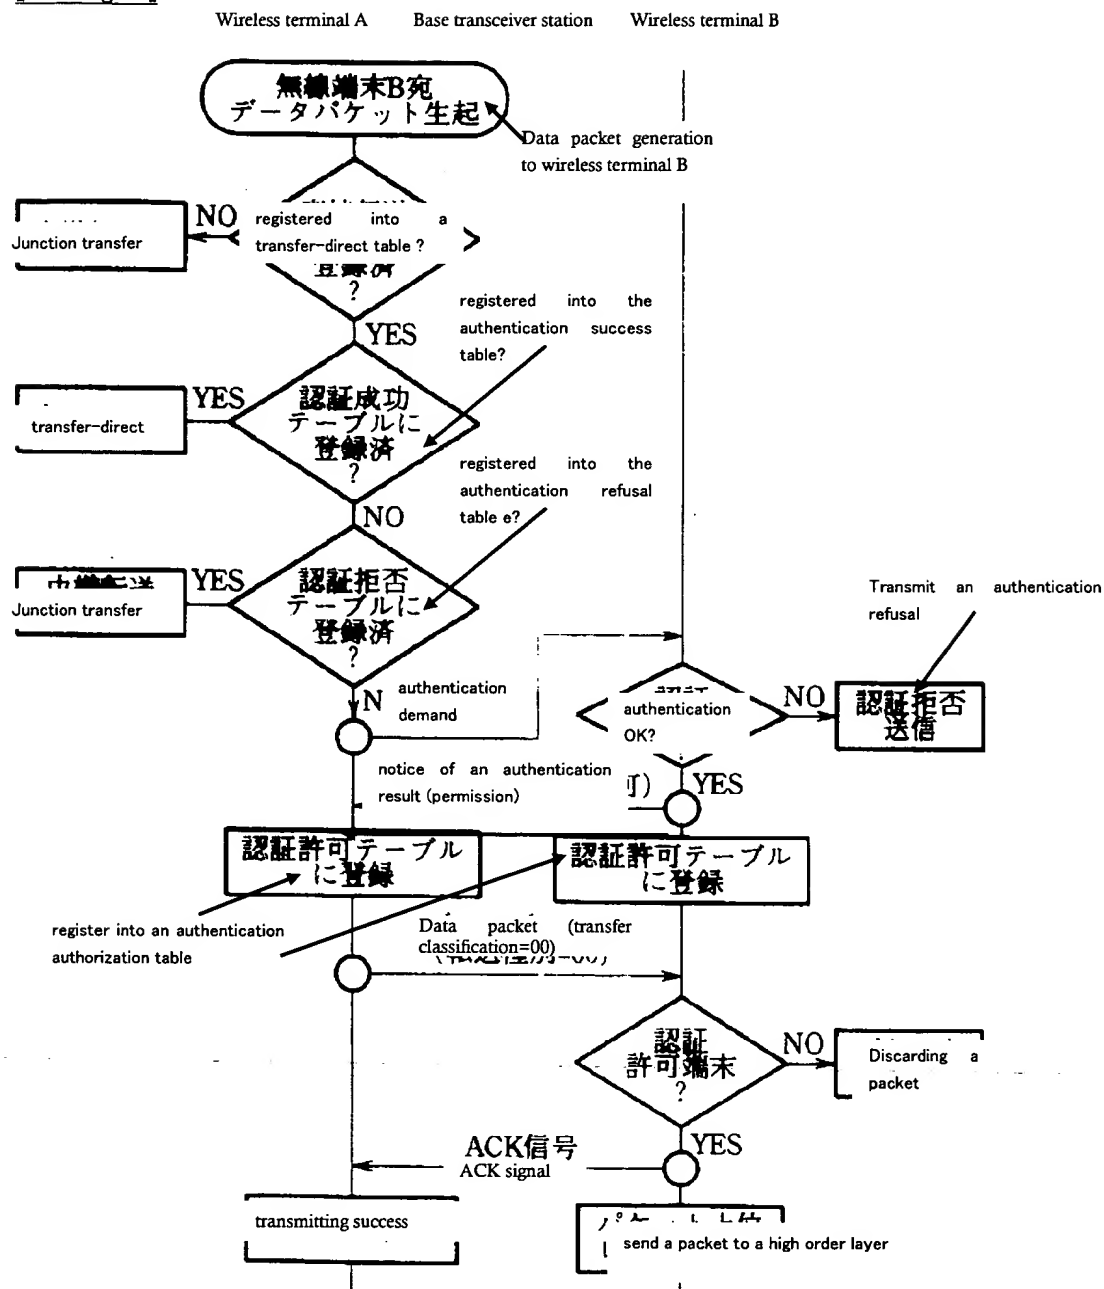 Wireless terminal A Base transceiver station Wireless terminal B
無線端末B宛
データパケット生起
Data packet generation
to wireless terminal B
NO
registered into a
transfer-direct table ?
Junction transfer
登録済
?
YES
registered into the
authentication success
table?
YES
認証成功
テーブルに
登録済
?
transfer-direct
NO
registered into the
authentication refusal
table e?
YES
認証拒否
テーブルに
登録済
?
中継転送
Junction transfer
Transmit an authentication
refusal
N
authentication
demand
authentication
OK?
NO
認証拒否
送信
notice of an authentication
result (permission)
可)
YES
認証許可テーブル
に登録
認証許可テーブル
に登録
register into an authentication
authorization table
Data packet (transfer
classification=00)
認証
許可端末
?
NO
Discarding a
packet
YES
ACK信号
ACK signal
transmitting success
send a packet to a high order layer